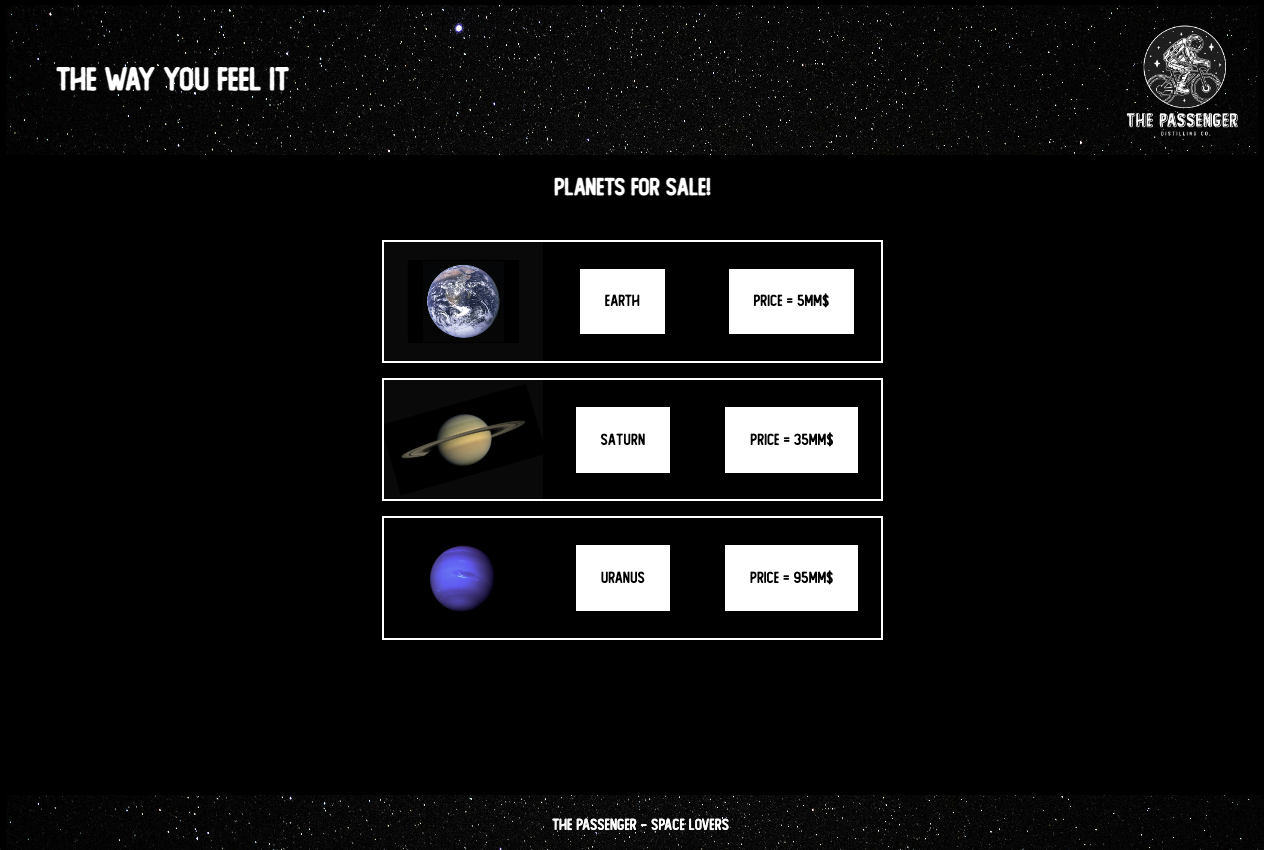 THE WAY YOU FEEL IT
THE PASSENGER
DISTILLING CO.
PLANETS FOR SALE!
EARTH
PRICE = 5MM$
SATURN
PRICE = 35MM$
URANUS
PRICE = 95MM$
THE PASSENGER - SPACE LOVERS